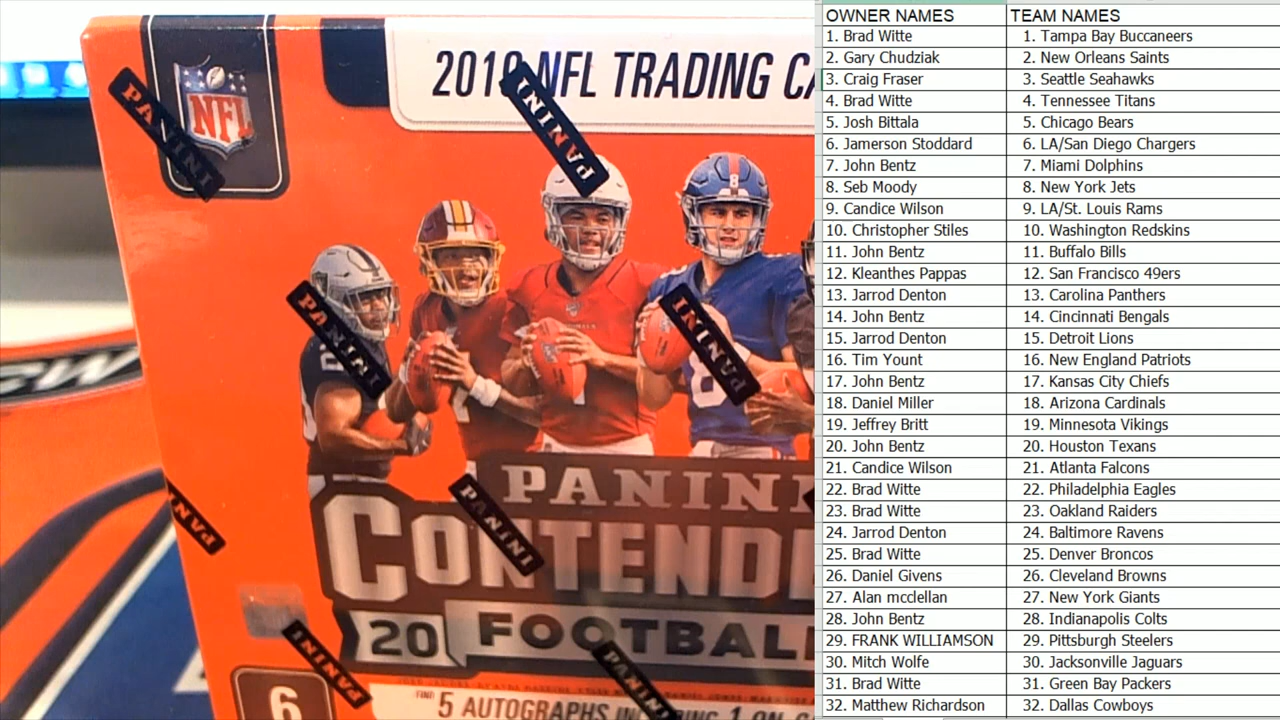 NFL
PANINI
2019 NFL TRADING CA
PANINI
PANINI
PANINI
8
PANINI
CONTEND
20 FOOTBAL
PANINI
PANINI
PANINI
PANINI
6
FIND 5 AUTOGRAPHS INCLUDING 1 ON-C
OWNER NAMES TEAM NAMES
1. Brad Witte 1. Tampa Bay Buccaneers
2. Gary Chudziak 2. New Orleans Saints
3. Craig Fraser 3. Seattle Seahawks
4. Brad Witte 4. Tennessee Titans
5. Josh Bittala 5. Chicago Bears
6. Jamerson Stoddard 6. LA/San Diego Chargers
7. John Bentz 7. Miami Dolphins
8. Seb Moody 8. New York Jets
9. Candice Wilson 9. LA/St. Louis Rams
10. Christopher Stiles 10. Washington Redskins
11. John Bentz 11. Buffalo Bills
12. Kleanthes Pappas 12. San Francisco 49ers
13. Jarrod Denton 13. Carolina Panthers
14. John Bentz 14. Cincinnati Bengals
15. Jarrod Denton 15. Detroit Lions
16. Tim Yount 16. New England Patriots
17. John Bentz 17. Kansas City Chiefs
18. Daniel Miller 18. Arizona Cardinals
19. Jeffrey Britt 19. Minnesota Vikings
20. John Bentz 20. Houston Texans
21. Candice Wilson 21. Atlanta Falcons
22. Brad Witte 22. Philadelphia Eagles
23. Brad Witte 23. Oakland Raiders
24. Jarrod Denton 24. Baltimore Ravens
25. Brad Witte 25. Denver Broncos
26. Daniel Givens 26. Cleveland Browns
27. Alan mcclellan 27. New York Giants
28. John Bentz 28. Indianapolis Colts
29. FRANK WILLIAMSON 29. Pittsburgh Steelers
30. Mitch Wolfe 30. Jacksonville Jaguars
31. Brad Witte 31. Green Bay Packers
32. Matthew Richardson 32. Dallas Cowboys